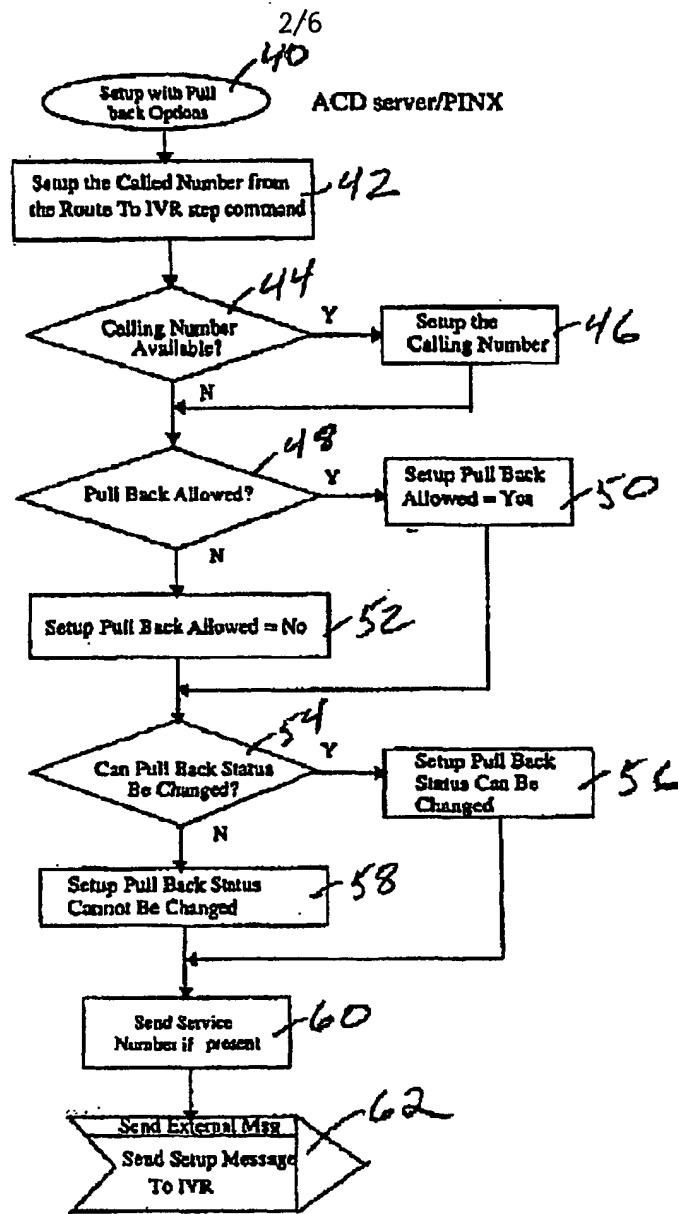 2/6
40
Setup with Pull
back Options
ACD server/PINX
Setup the Called Number from
the Route To IVR step command
42
44
Calling Number
Available?
Y
Setup the
Calling Number
46
N
48
Pull Back Allowed?
Y
Setup Pull Back
Allowed = Yes
50
N
Setup Pull Back Allowed = No
52
54
Can Pull Back Status
Be Changed?
Y
Setup Pull Back
Status Can Be
Changed
56
N
Setup Pull Back Status
Cannot Be Changed
58
Send Service
Number if present
60
Send External Msg
Send Setup Message
To IVR
62